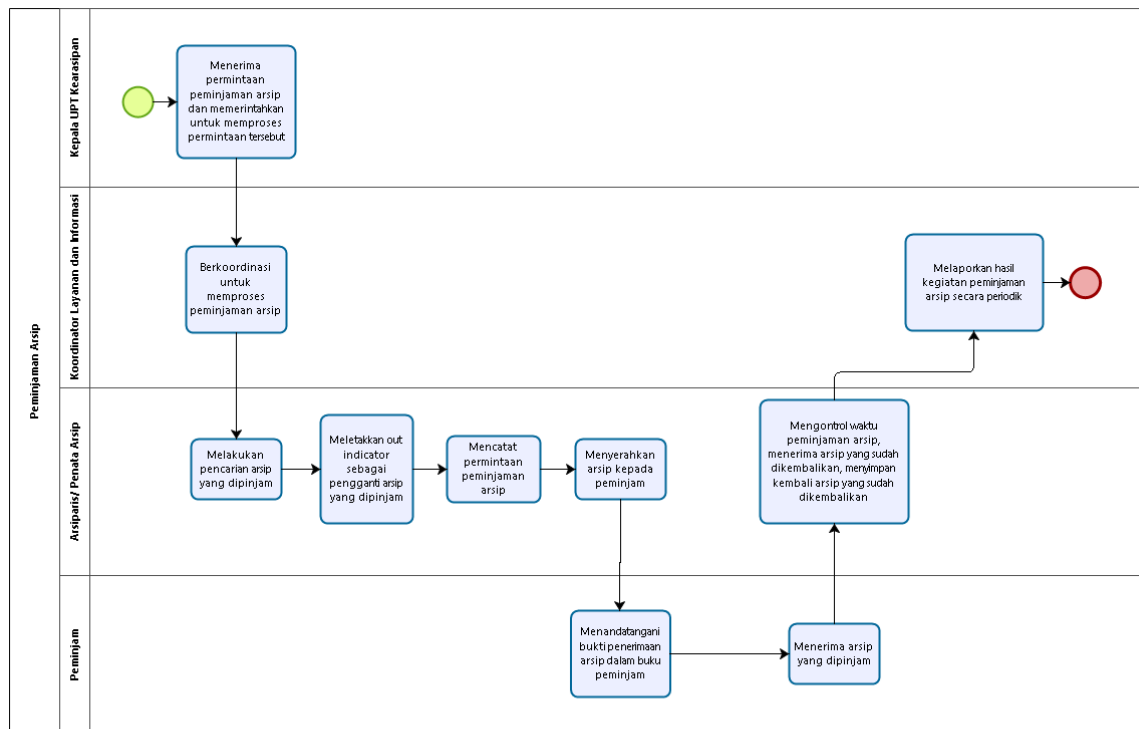 Peminjaman Arsip
Kepala UPT Kearasipan
Menerima
permintaan
peminjaman arsip
dan memerintahkan
untuk memproses
permintaan tersebut
Koordinator Layanan dan Informasi
Berkoordinasi
untuk
memproses
peminjaman arsip
Melaporkan hasil
kegiatan peminjaman
arsip secara periodik
Arsiparis/ Penata Arsip
Melakukan
pencarian arsip
yang dipinjam
Meletakkan out
indicator
sebagai
pengganti arsip
yang dipinjam
Mencatat
permintaan
peminjaman
arsip
Menyerahkan
arsip kepada
peminjam
Mengontrol waktu
peminjaman arsip,
menerima arsip yang sudah
dikembalikan, menyimpan
kembali arsip yang sudah
dikembalikan
Peminjam
Menandatangani
bukti penerimaan
arsip dalam buku
peminjam
Menerima arsip
yang dipinjam